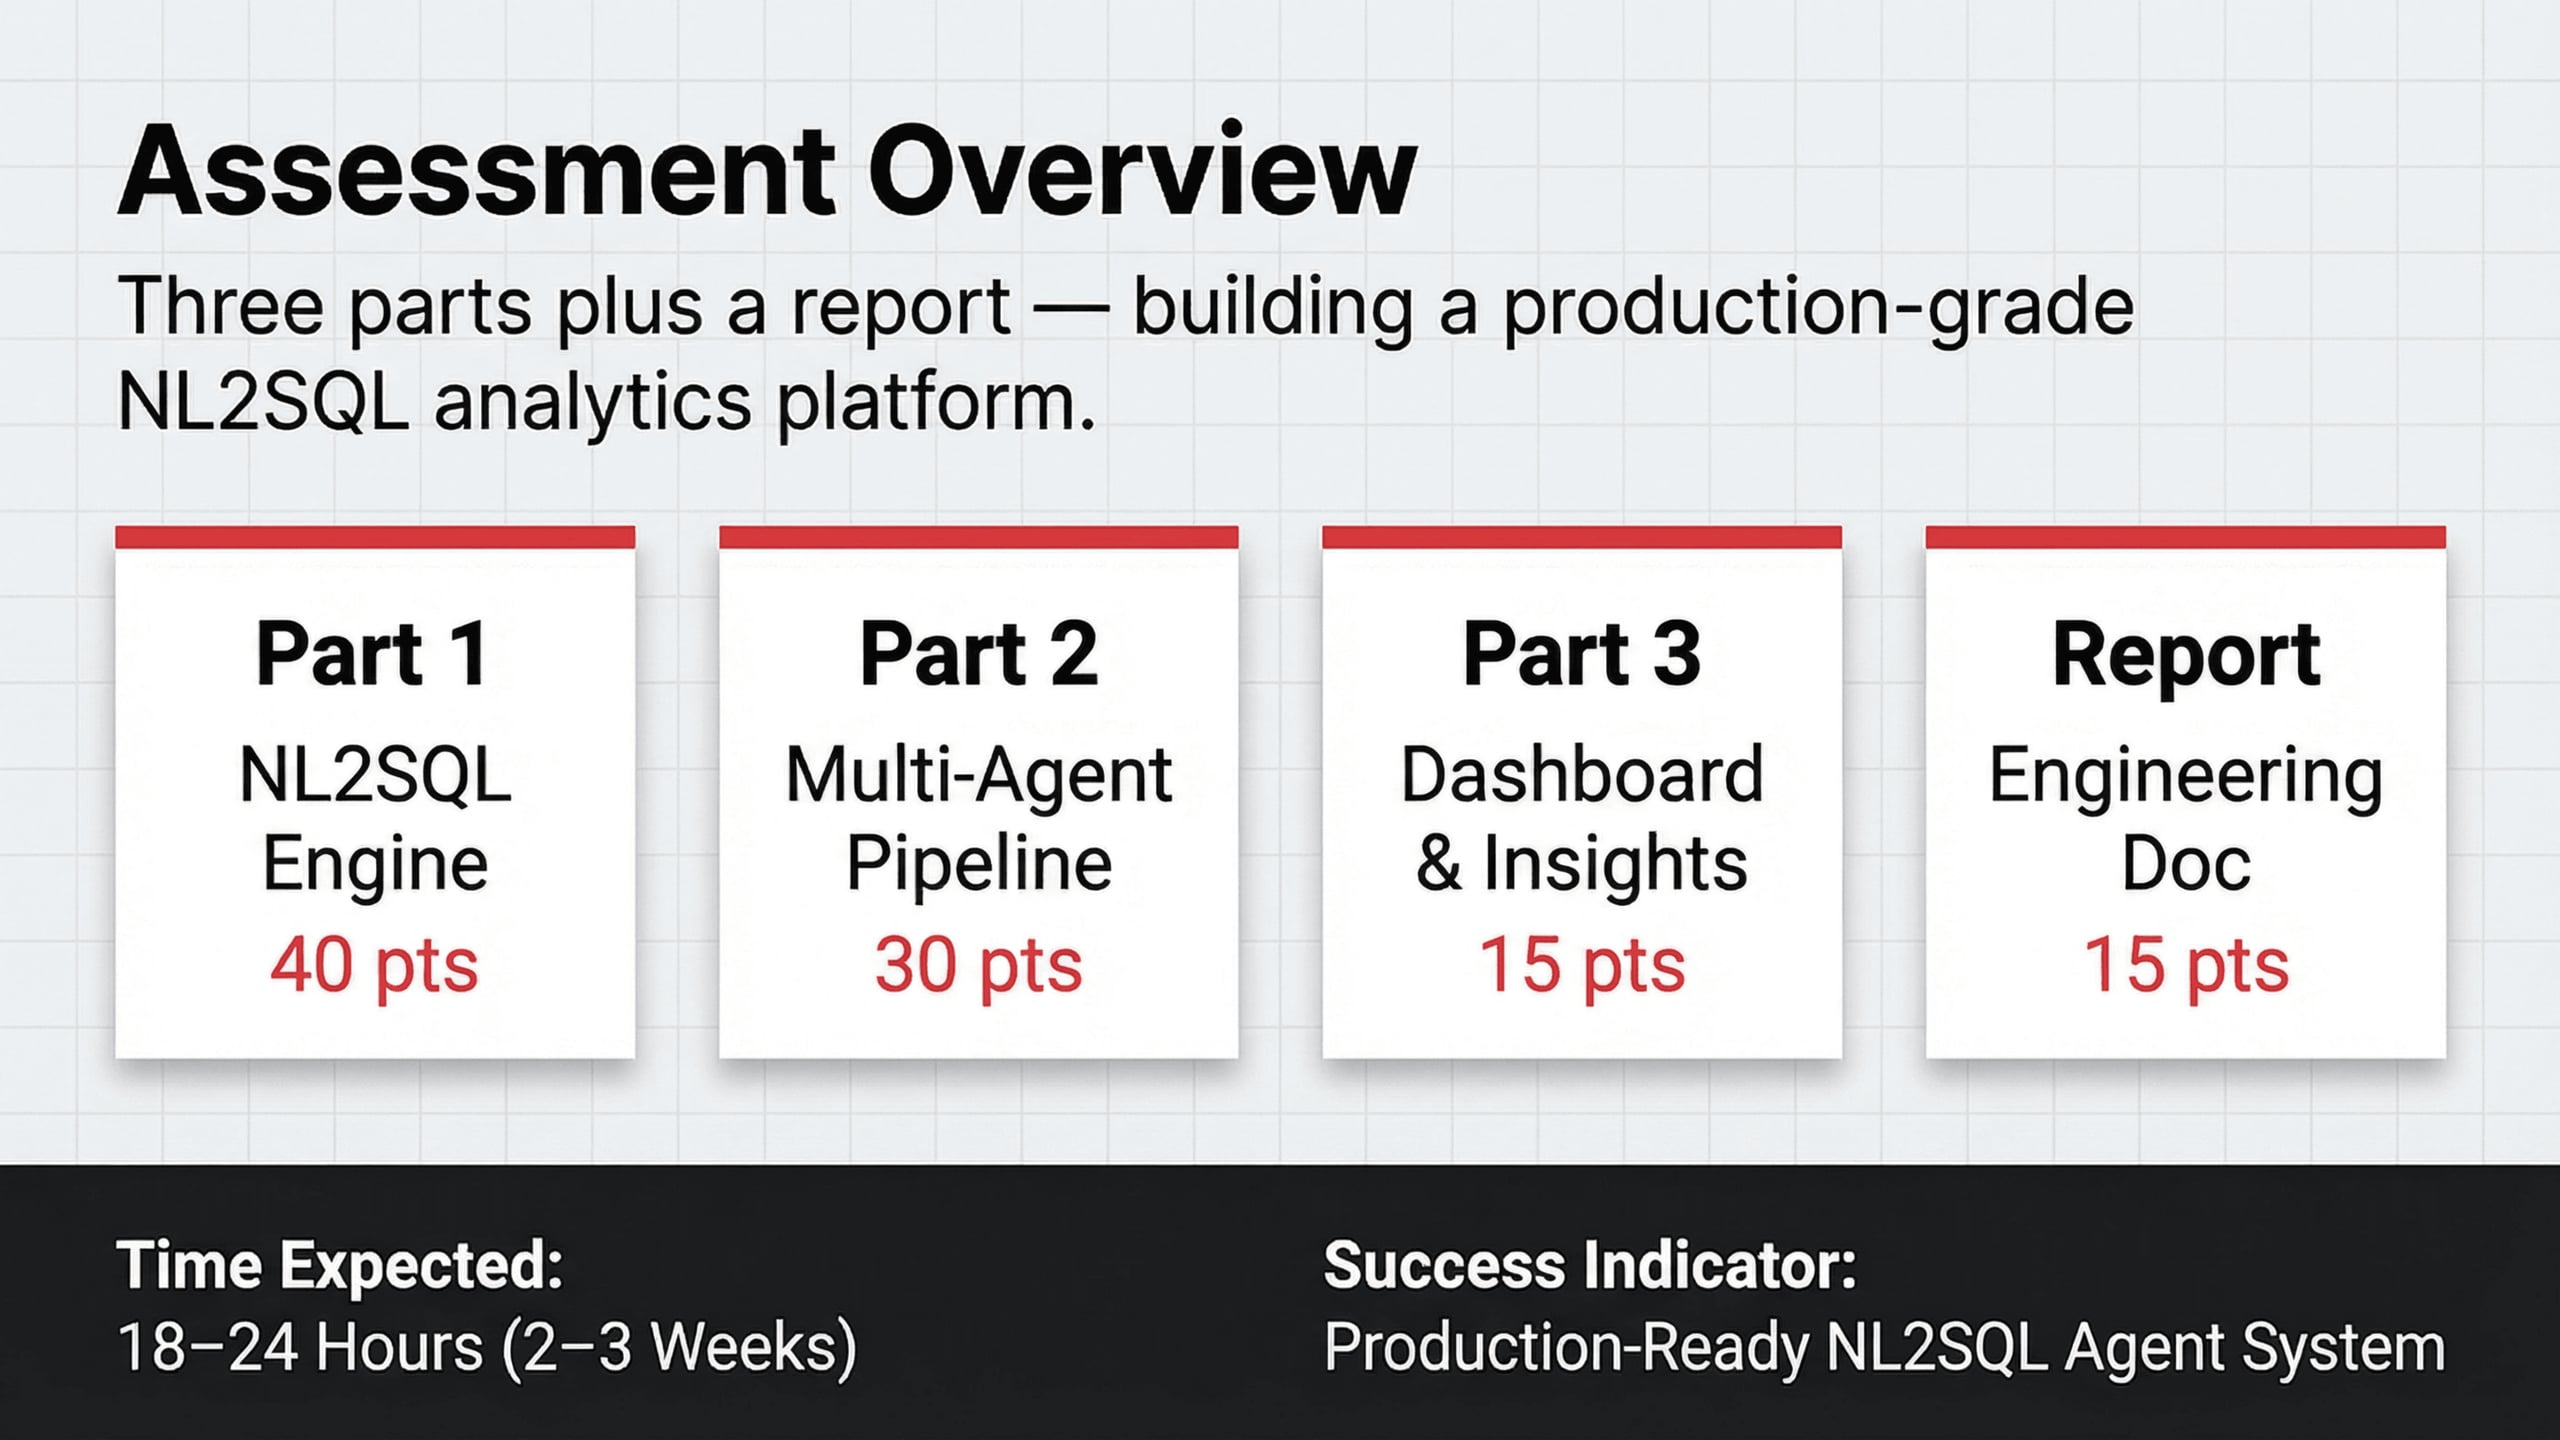 Assessment Overview
Three parts plus a report — building a production-grade
NL2SQL analytics platform.
Part 1
NL2SQL
Engine
40 pts
Part 2
Multi-Agent
Pipeline
30 pts
Part 3
Dashboard
& Insights
15 pts
Report
Engineering
Doc
15 pts
Time Expected:
18–24 Hours (2–3 Weeks)
Success Indicator:
Production-Ready NL2SQL Agent System